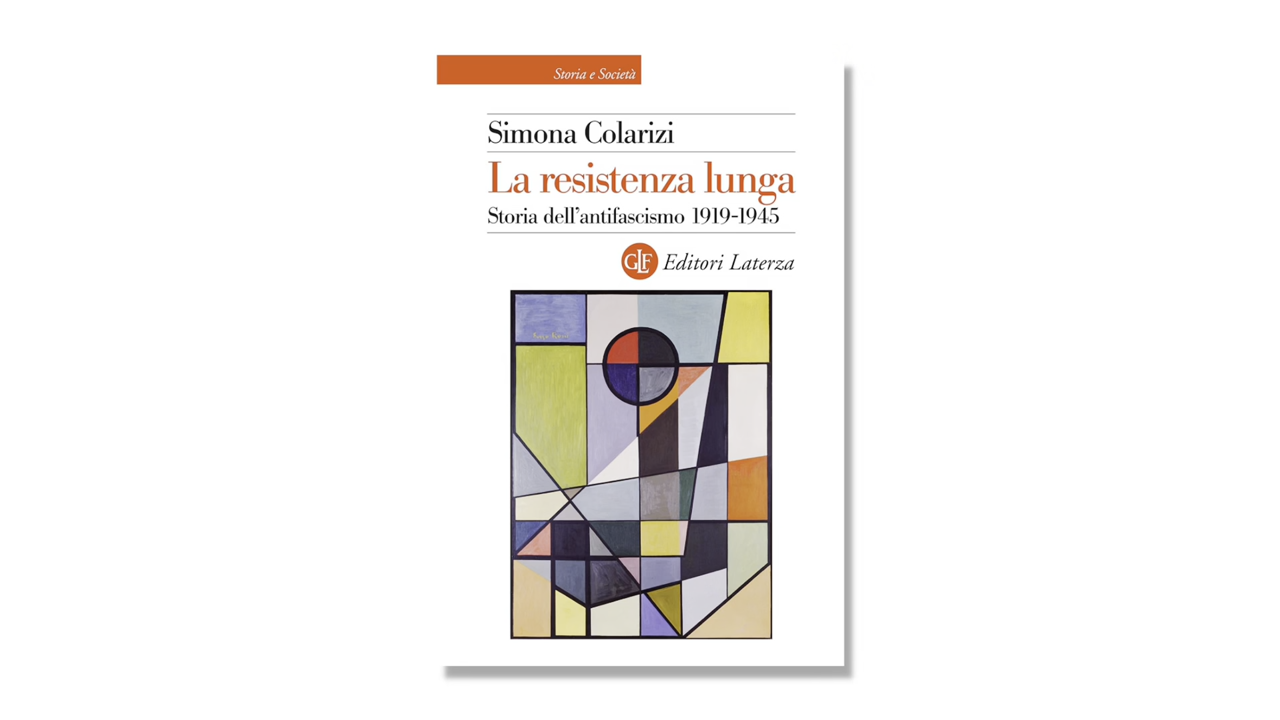 Storia e Società
Simona Colarizi
La resistenza lunga
Storia dell'antifascismo 1919-1945
GLF Editori Laterza